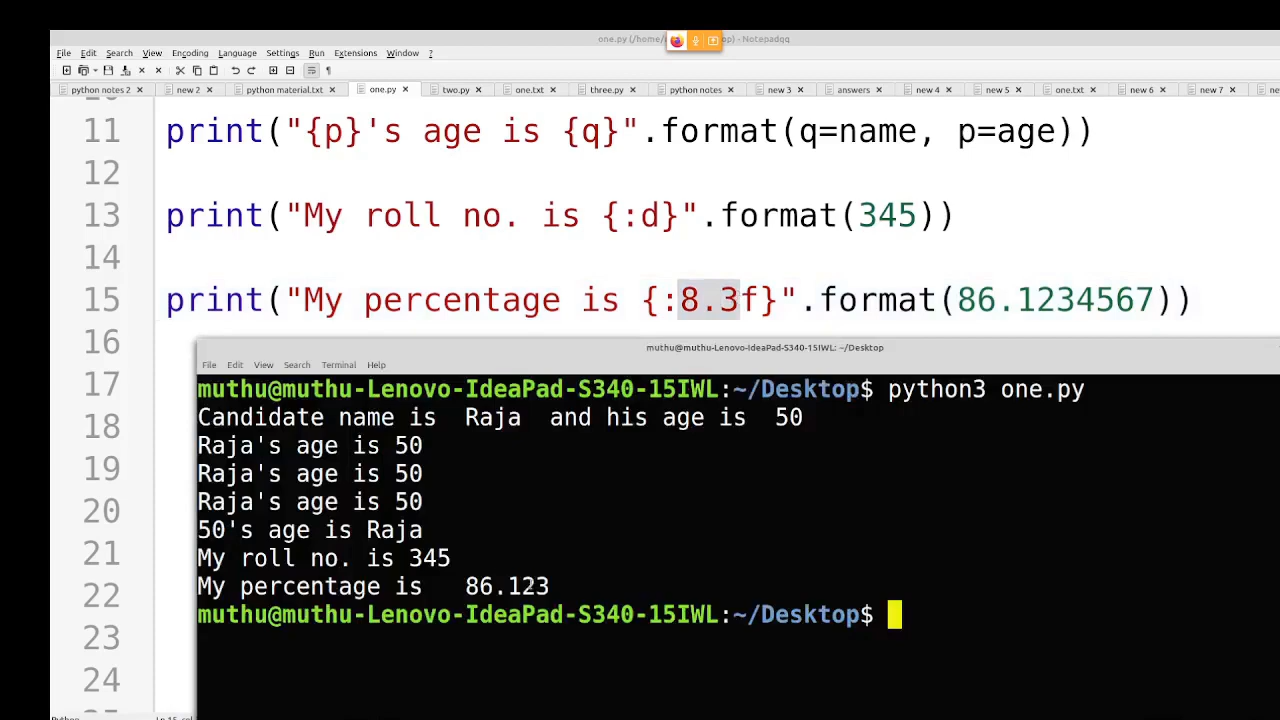 one.py (/home/ op) - Notepadqq
File Edit Search View Encoding Language Settings Run Extensions Window ?
python notes 2 new 2 python material.txt one.py two.py one.txt three.py python notes new 3 answers new 4 new 5 one.txt new 6 new 7
11 print("{p}'s age is {q}".format(q=name, p=age))
12
13 print("My roll no. is {:d}".format(345))
14
15 print("My percentage is {:8.3f}".format(86.1234567))
16
muthu@muthu-Lenovo-IdeaPad-S340-15IWL: ~/Desktop
File Edit View Search Terminal Help
17 muthu@muthu-Lenovo-IdeaPad-S340-15IWL:~/Desktop$ python3 one.py
Candidate name is  Raja  and his age is  50
18 Raja's age is 50
19 Raja's age is 50
Raja's age is 50
20 50's age is Raja
21 My roll no. is 345
22 My percentage is   86.123
23 muthu@muthu-Lenovo-IdeaPad-S340-15IWL:~/Desktop$
24